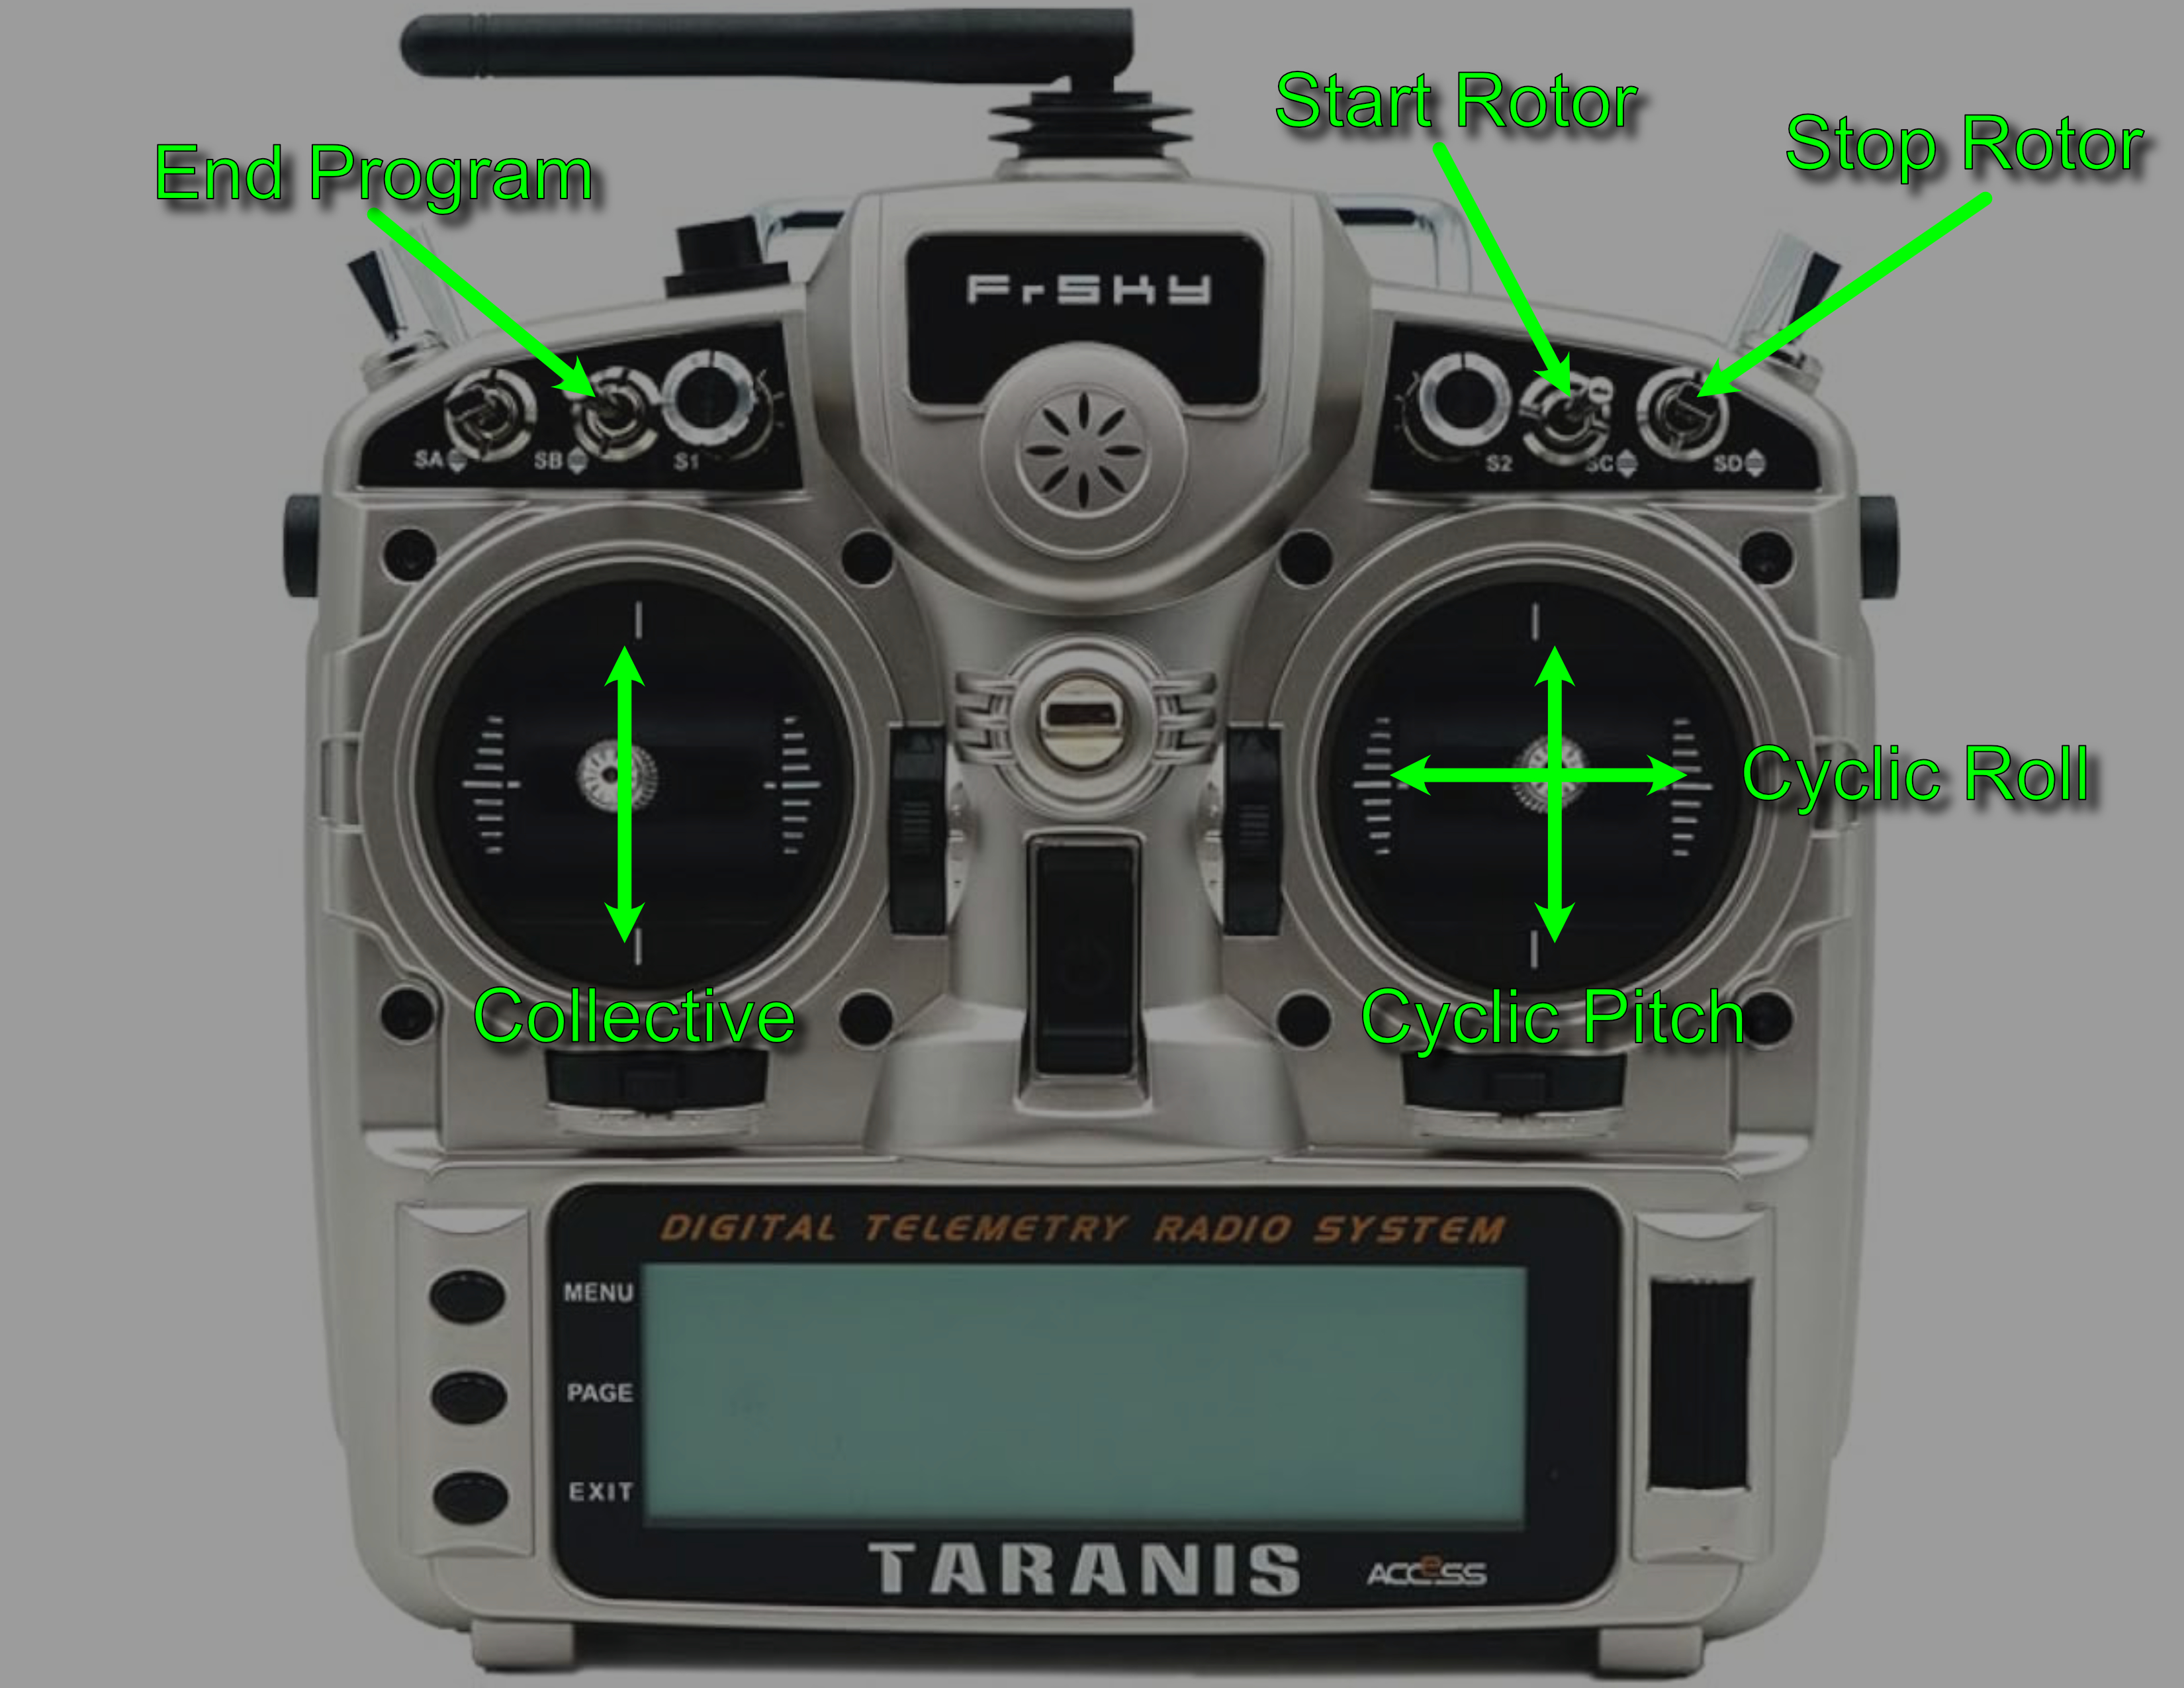 Start Rotor
Stop Rotor
End Program
FrSKY
SA
SB
S1
S2
SC
SD
Cyclic Roll
Collective
Cyclic Pitch
DIGITAL TELEMETRY RADIO SYSTEM
MENU
PAGE
EXIT
TARANIS
ACCeSS